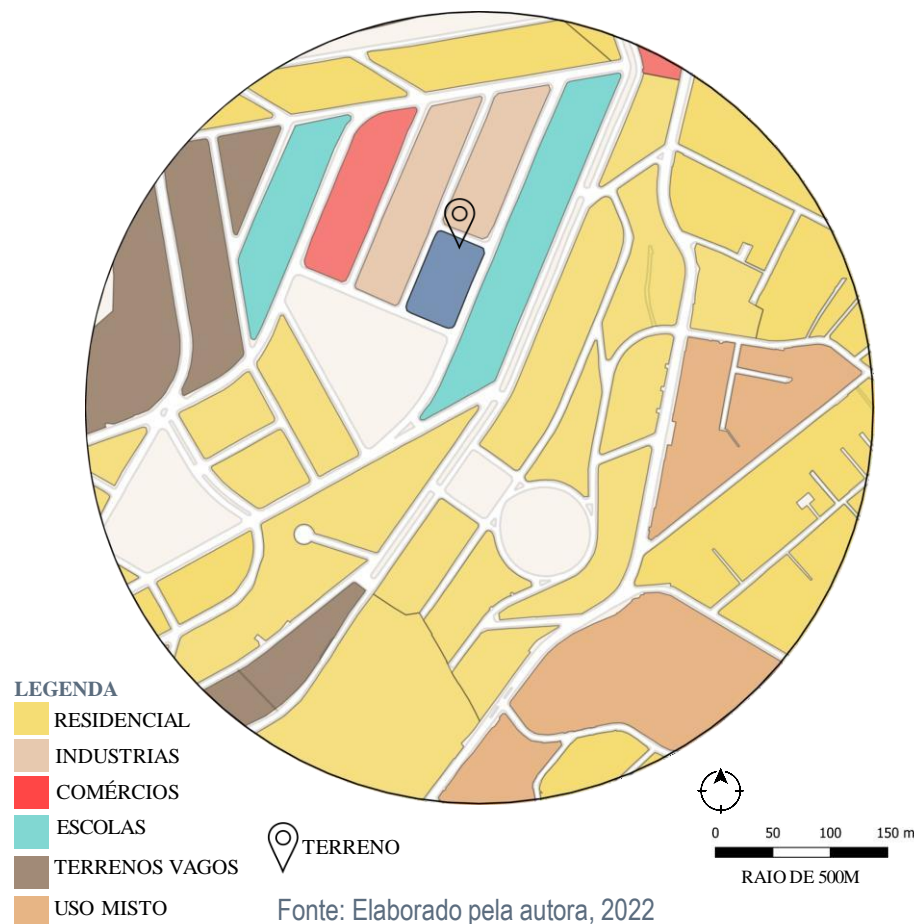 LEGENDA
RESIDENCIAL
INDUSTRIAS
COMÉRCIOS
ESCOLAS
TERRENOS VAGOS
USO MISTO
TERRENO
0 50 100 150 m
RAIO DE 500M
Fonte: Elaborado pela autora, 2022